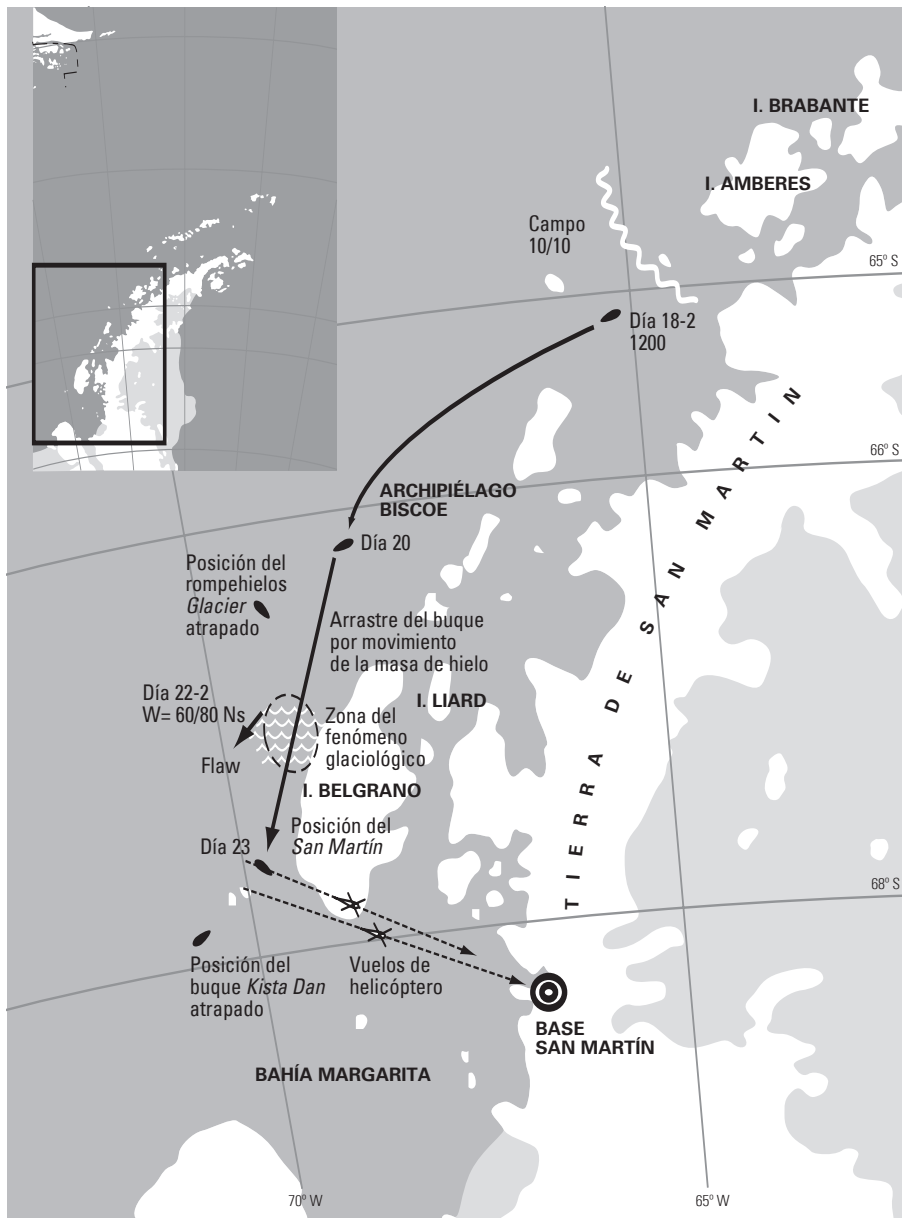 I. BRABANTE
I. AMBERES
Campo
10/10
65º S
Día 18-2
1200
66º S
ARCHIPIÉLAGO
BISCOE
Día 20
Posición del
rompehielos
Glacier
atrapado
Arrastre del buque
por movimiento
de la masa de hielo
TIERRA DE SAN MARTIN
I. LIARD
Día 22-2
W= 60/80 Ns
Flaw
Zona del
fenómeno
glaciológico
I. BELGRANO
Posición del
San Martín
Día 23
68º S
Posición del
buque Kista Dan
atrapado
Vuelos de
helicóptero
BASE
SAN MARTÍN
BAHÍA MARGARITA
70º W
65º W